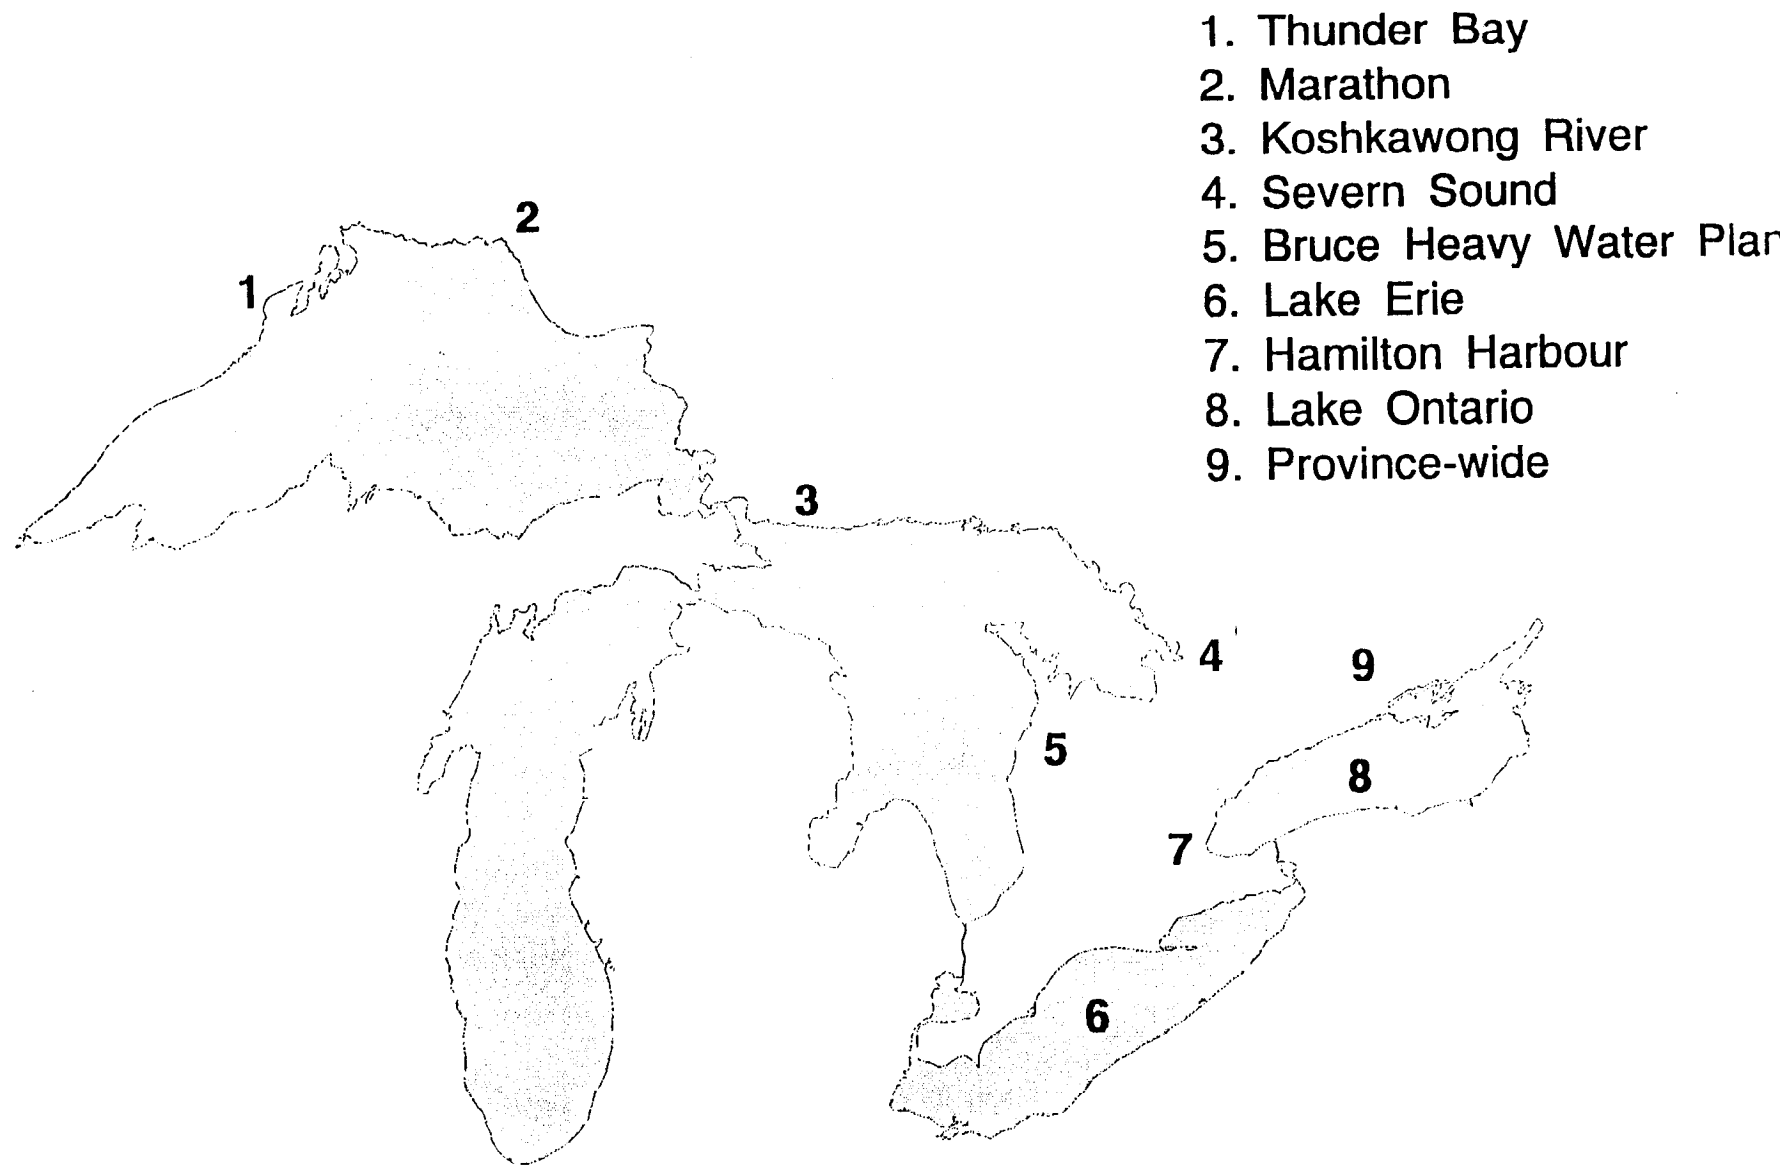 1. Thunder Bay
2. Marathon
3. Koshkawong River
4. Severn Sound
5. Bruce Heavy Water Plan
6. Lake Erie
7. Hamilton Harbour
8. Lake Ontario
9. Province-wide
2
1
3
4
9
5
8
7
6